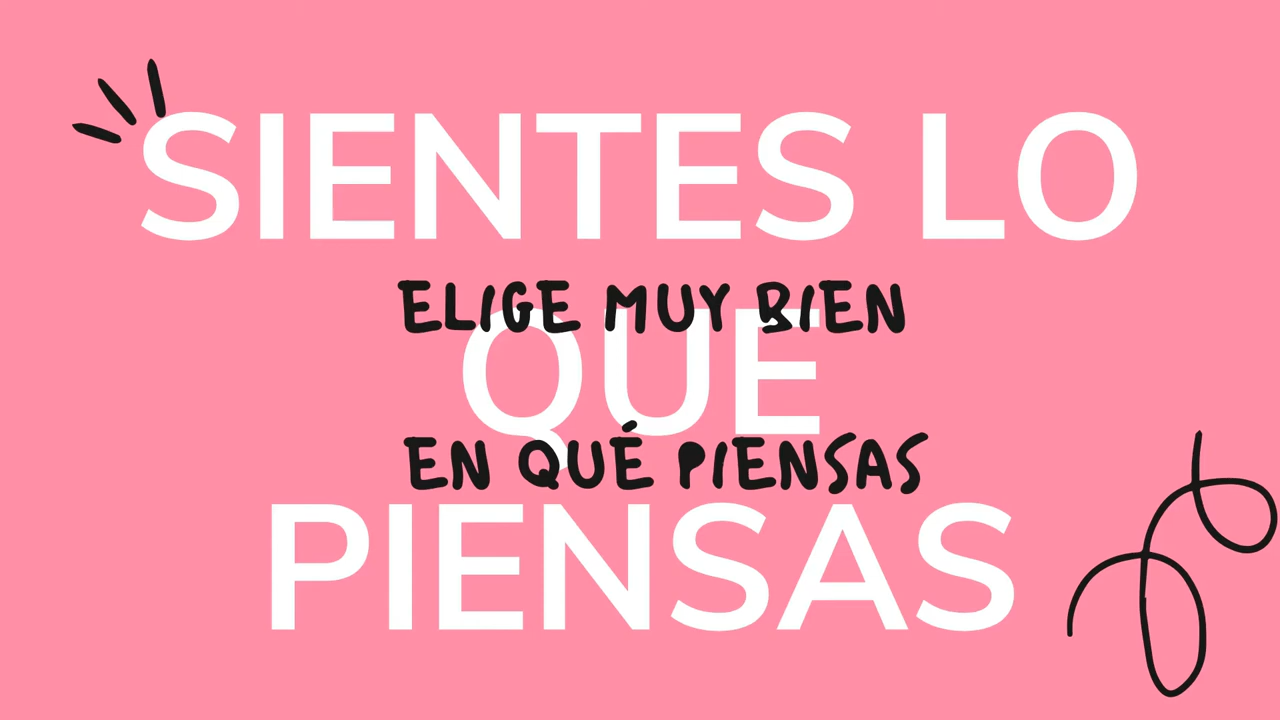 SIENTES LO
ELIGE MUY BIEN
QUE
EN QUÉ PIENSAS
PIENSAS